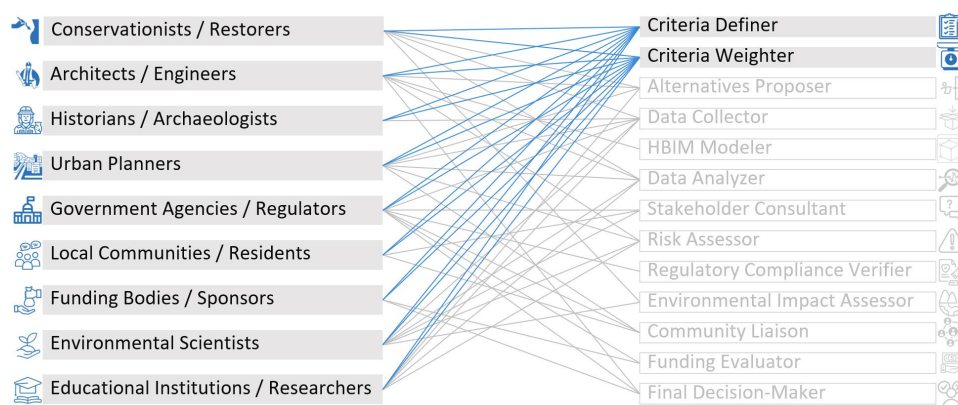 Conservationists / Restorers
Architects / Engineers
Historians / Archaeologists
Urban Planners
Government Agencies / Regulators
Local Communities / Residents
Funding Bodies / Sponsors
Environmental Scientists
Educational Institutions / Researchers
Criteria Definer
Criteria Weighter
Alternatives Proposer
Data Collector
HBIM Modeler
Data Analyzer
Stakeholder Consultant
Risk Assessor
Regulatory Compliance Verifier
Environmental Impact Assessor
Community Liaison
Funding Evaluator
Final Decision-Maker